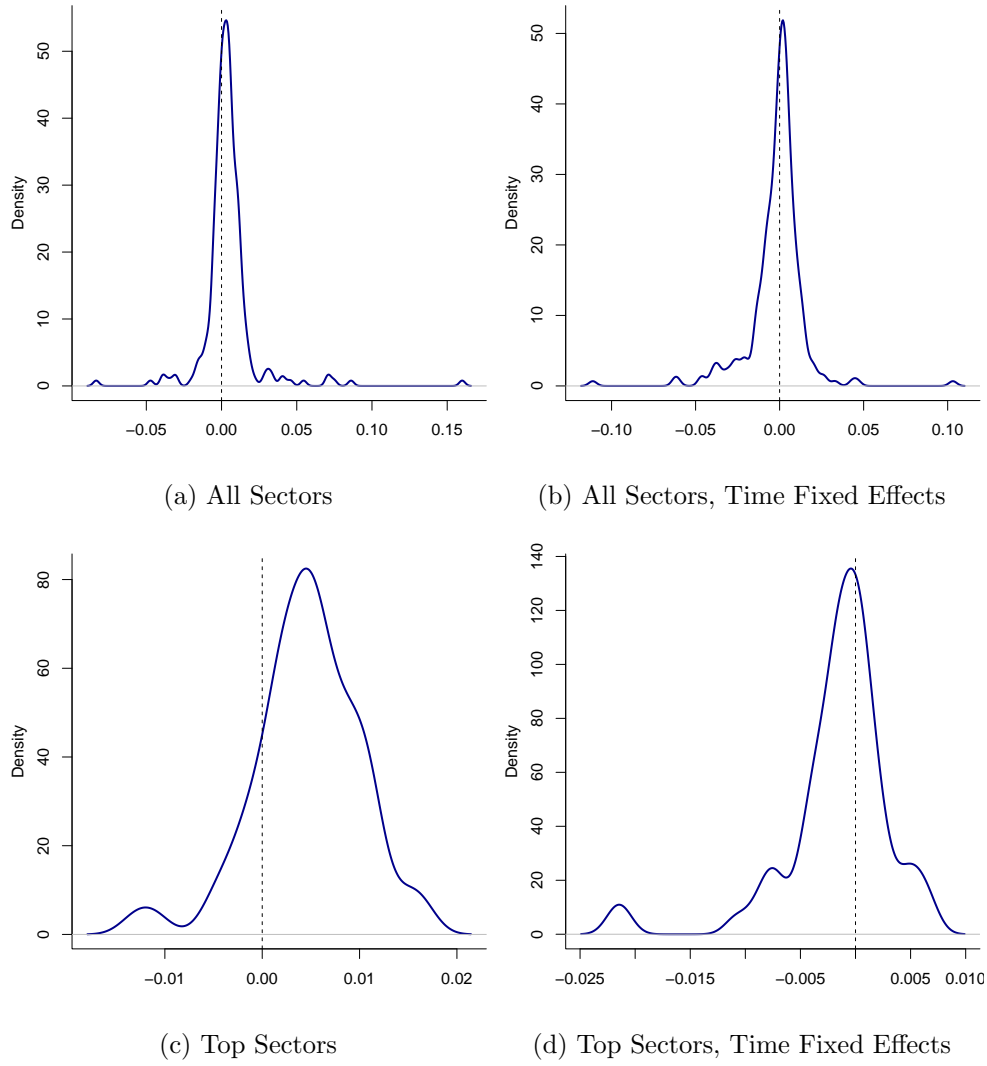 Density
50
40
30
20
10
0
−0.05 0.00 0.05 0.10 0.15
(a) All Sectors
Density
50
40
30
20
10
0
−0.10 −0.05 0.00 0.05 0.10
(b) All Sectors, Time Fixed Effects
Density
80
60
40
20
0
−0.01 0.00 0.01 0.02
(c) Top Sectors
Density
140
120
100
80
60
40
20
0
−0.025 −0.015 −0.005 0.005 0.010
(d) Top Sectors, Time Fixed Effects